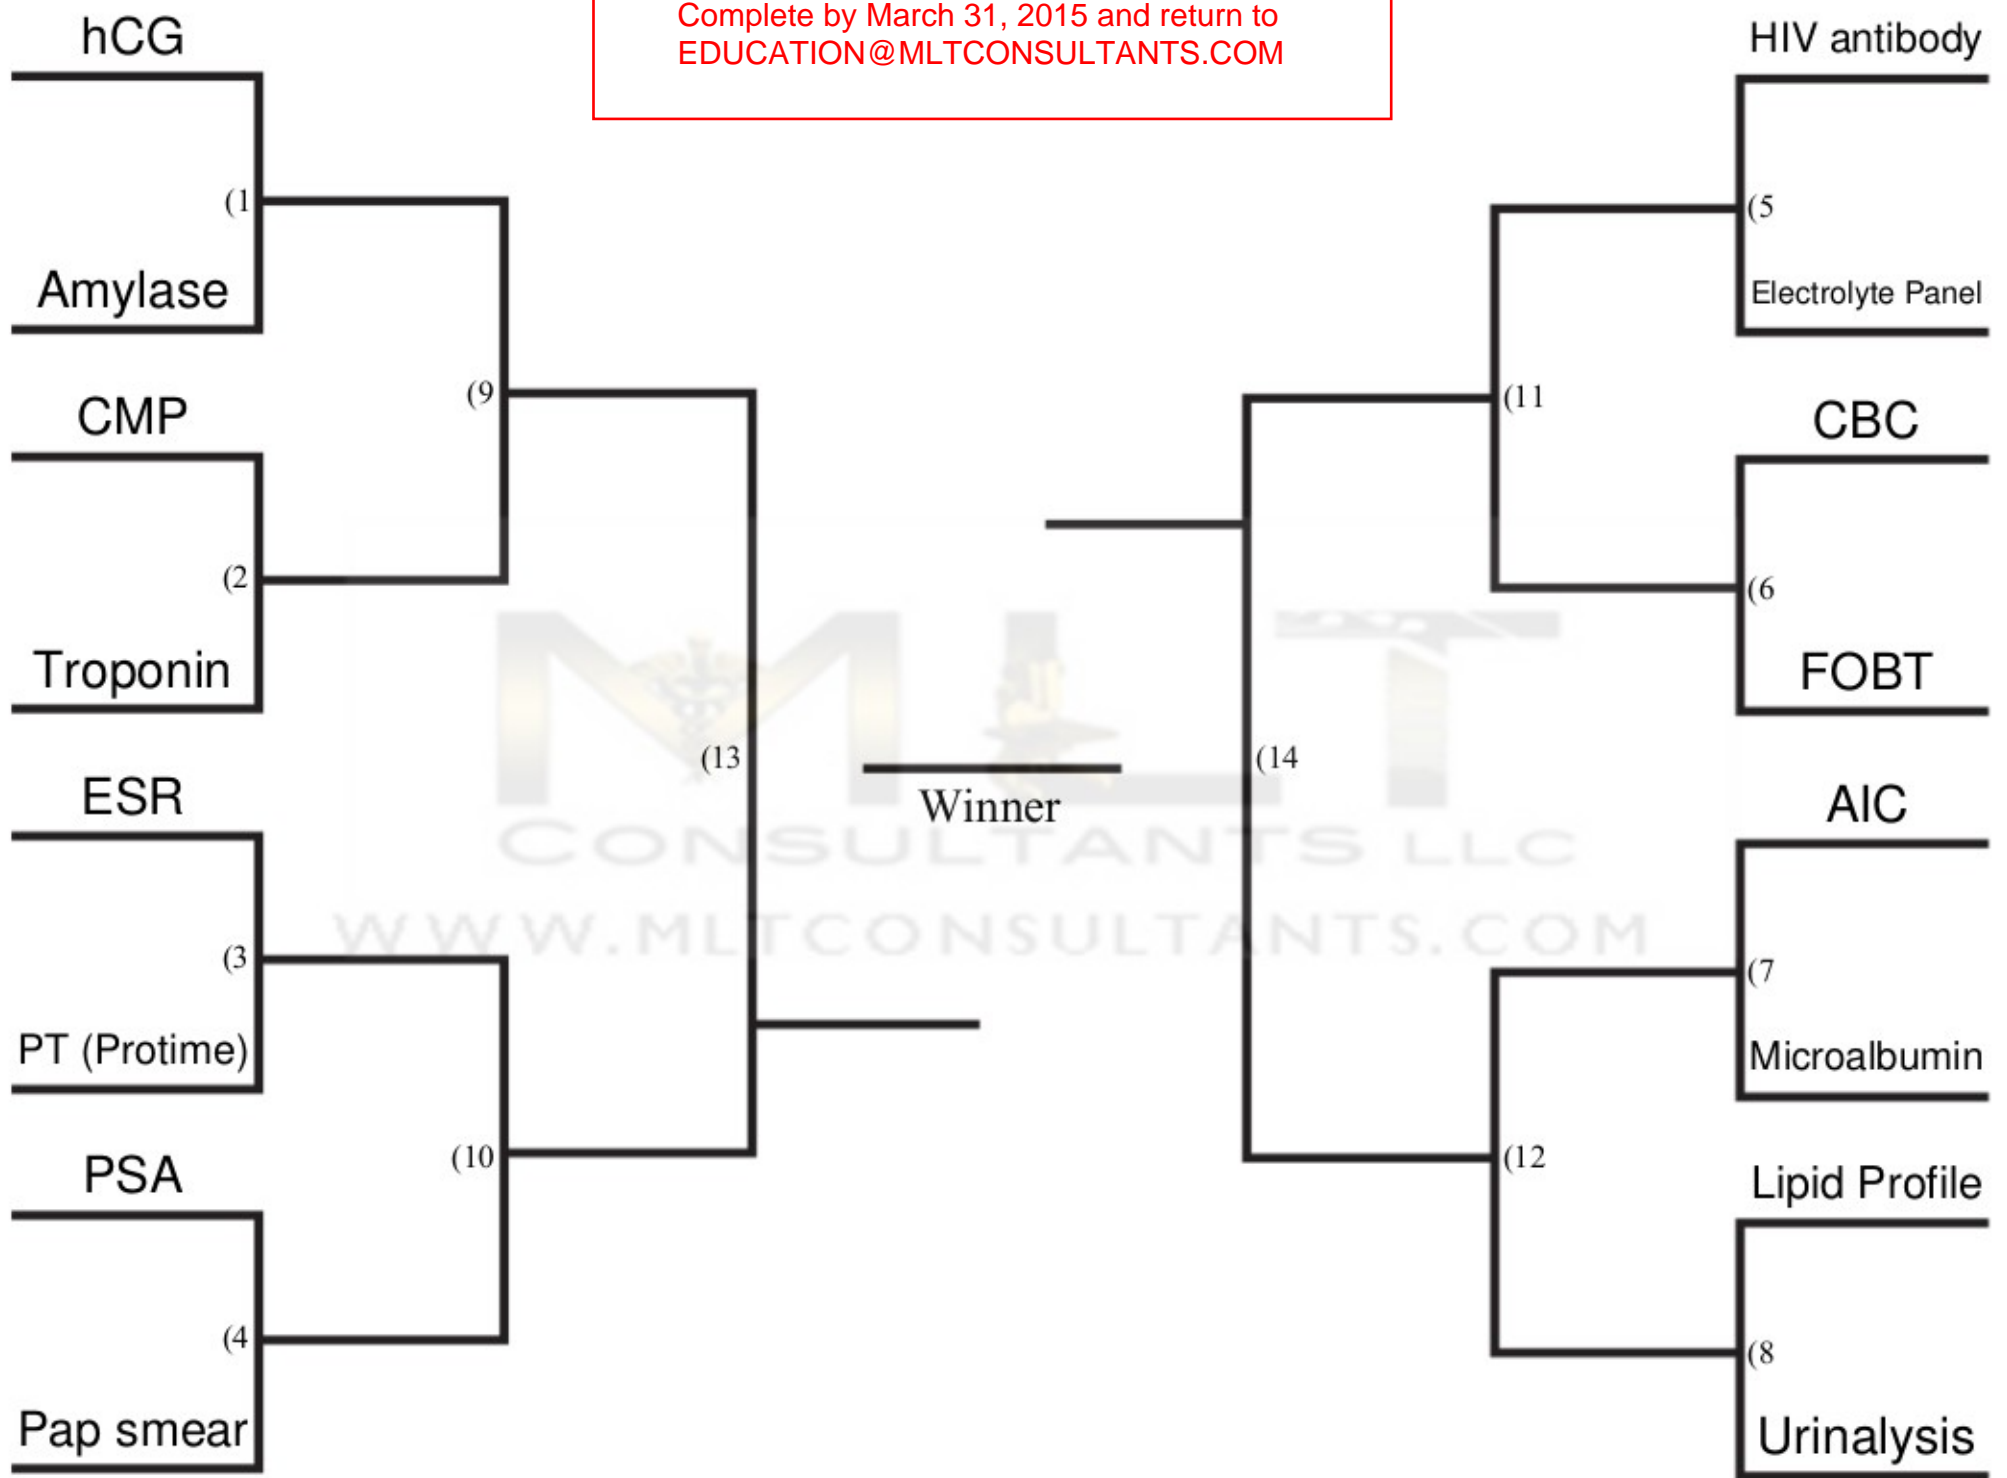 Complete by March 31, 2015 and return to
EDUCATION@MLTCONSULTANTS.COM
hCG
(1
Amylase
CMP
(2
Troponin
ESR
(3
PT (Protime)
PSA
(4
Pap smear
(9
(10
(13
Winner
(14
(11
(12
HIV antibody
(5
Electrolyte Panel
CBC
(6
FOBT
AIC
(7
Microalbumin
Lipid Profile
(8
Urinalysis
MLT
CONSULTANTS LLC
WWW.MLTCONSULTANTS.COM